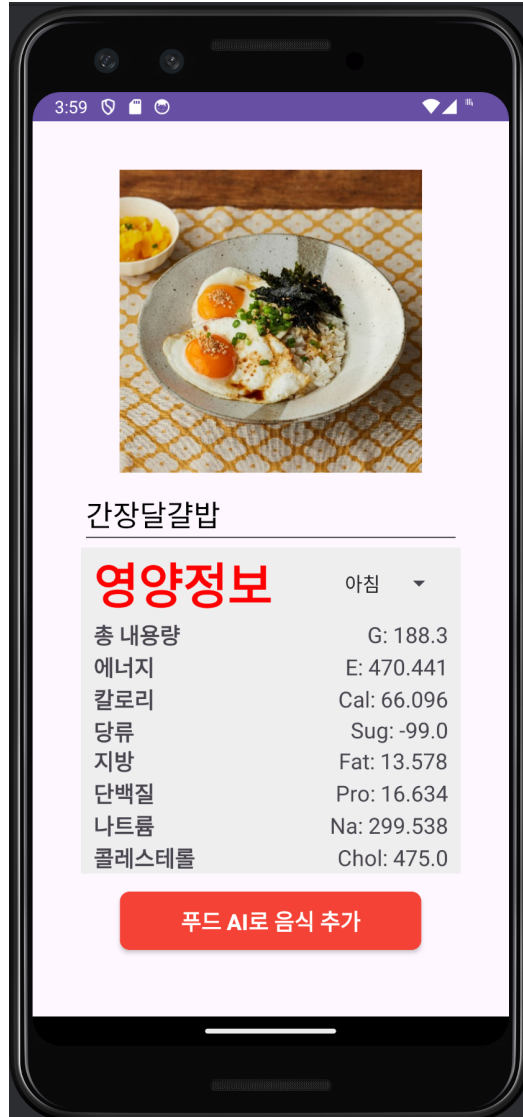 3:59
간장달걀밥
영양정보 아침
총 내용량 G: 188.3
에너지 E: 470.441
칼로리 Cal: 66.096
당류 Sug: -99.0
지방 Fat: 13.578
단백질 Pro: 16.634
나트륨 Na: 299.538
콜레스테롤 Chol: 475.0
푸드 AI로 음식 추가